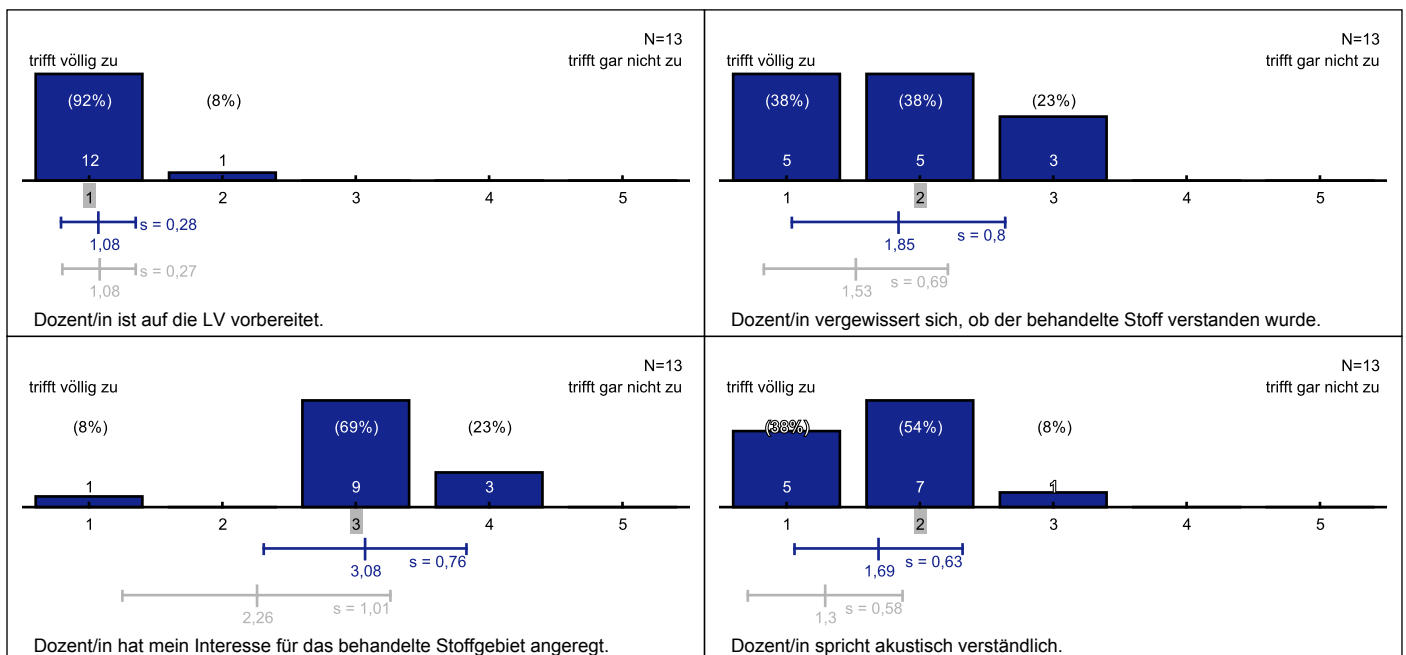 N=13
trifft völlig zu
trifft gar nicht zu
(92%)
(8%)
12
1
1
2
3
4
5
s = 0,28
1,08
s = 0,27
1,08
Dozent/in ist auf die LV vorbereitet.
N=13
trifft völlig zu
trifft gar nicht zu
(38%)
(38%)
(23%)
5
5
3
1
2
3
4
5
s = 0,8
1,85
s = 0,69
1,53
Dozent/in vergewissert sich, ob der behandelte Stoff verstanden wurde.
N=13
trifft völlig zu
trifft gar nicht zu
(8%)
(69%)
(23%)
1
9
3
1
2
3
4
5
s = 0,76
3,08
s = 1,01
2,26
Dozent/in hat mein Interesse für das behandelte Stoffgebiet angeregt.
N=13
trifft völlig zu
trifft gar nicht zu
(38%)
(54%)
(8%)
5
7
1
1
2
3
4
5
s = 0,63
1,69
s = 0,58
1,3
Dozent/in spricht akustisch verständlich.